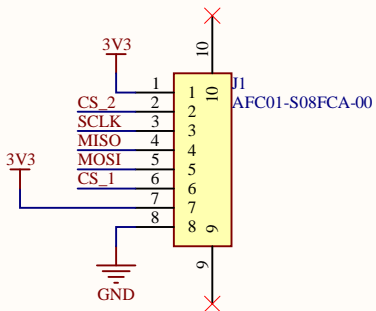 10
3V3
J1
1 1 10 AFC01-S08FCA-00
CS_2 2 2
SCLK 3 3
MISO 4 4
MOSI 5 5
3V3
CS_1 6 6
7 7
8 8 9
9
GND